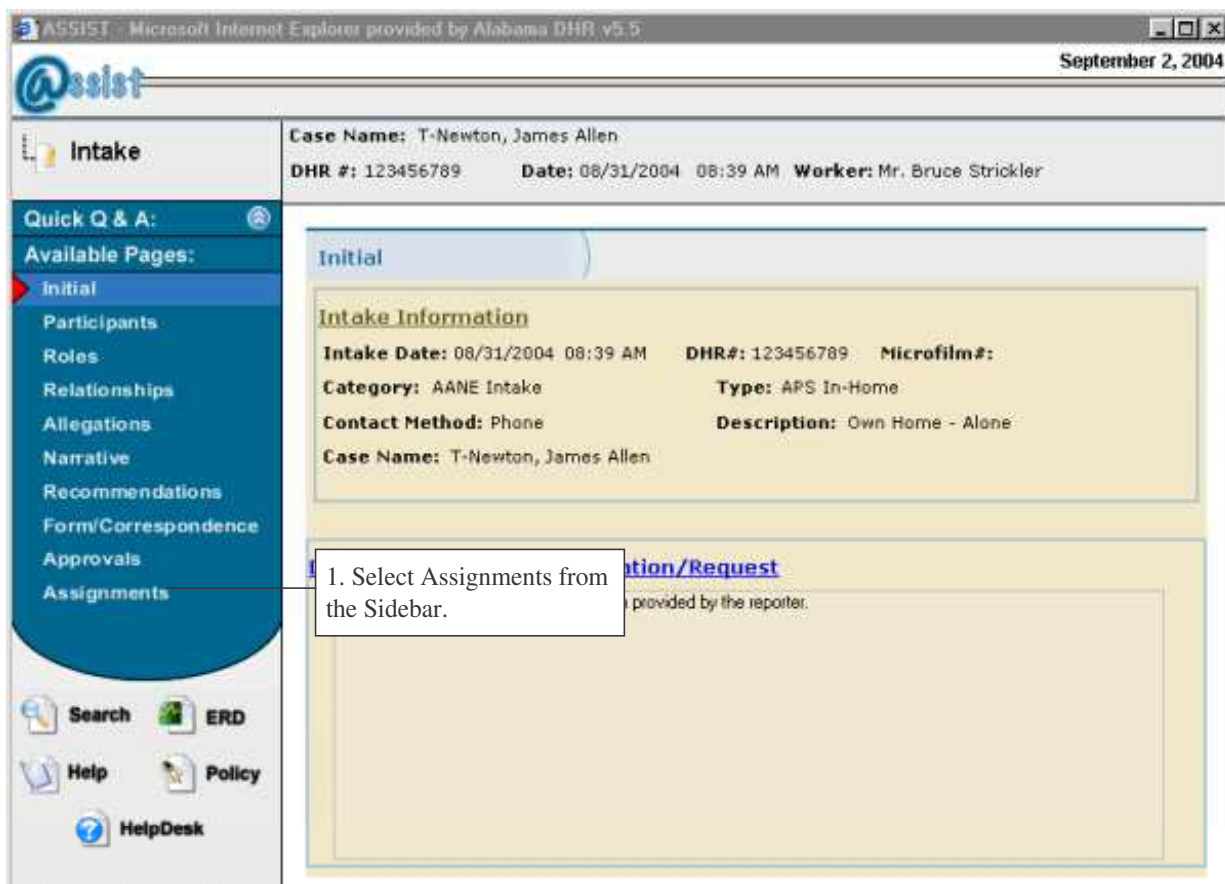 ASSIST - Microsoft Internet Explorer provided by Alabama DHR v5.5
September 2, 2004
@ssist
Intake
Case Name: T-Newton, James Allen
DHR #: 123456789 Date: 08/31/2004 08:39 AM Worker: Mr. Bruce Strickler
Quick Q & A:
Available Pages:
Initial
Participants
Roles
Relationships
Allegations
Narrative
Recommendations
Form/Correspondence
Approvals
Assignments
Search
ERD
Help
Policy
HelpDesk
Initial
Intake Information
Intake Date: 08/31/2004 08:39 AM DHR#: 123456789 Microfilm#:
Category: AANE Intake Type: APS In-Home
Contact Method: Phone Description: Own Home - Alone
Case Name: T-Newton, James Allen
/Request
provided by the reporter.
1. Select Assignments from
the Sidebar.